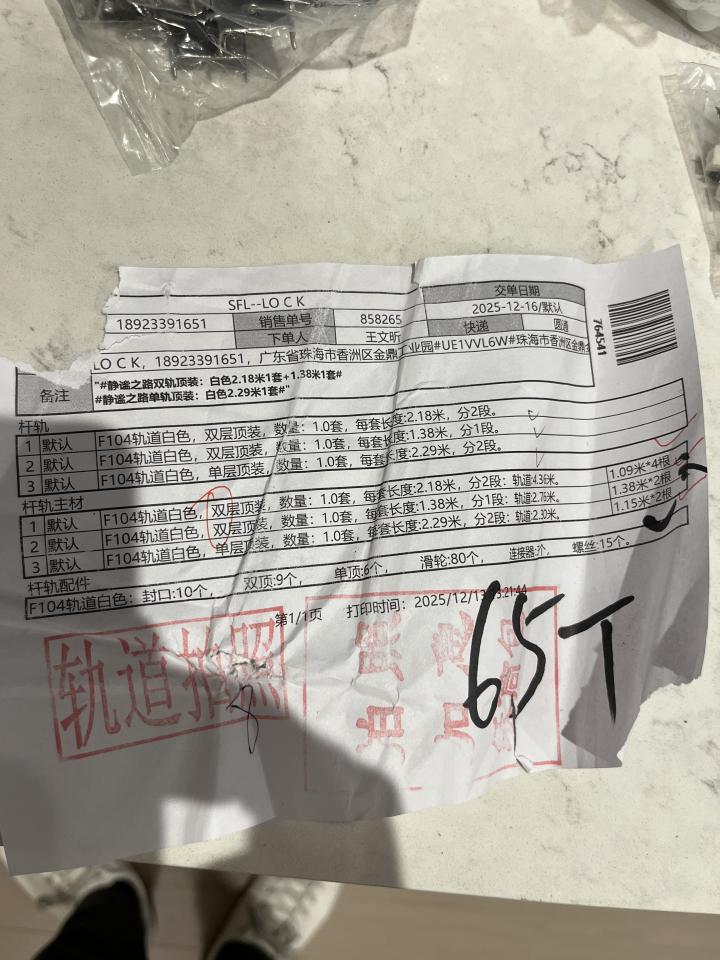 SFL--LO C K
交单日期
18923391651 销售单号 858265 2025-12-16/默认
下单人 王文昕 快递 圆通
764541
LO C K，18923391651，广东省珠海市香洲区金鼎工业园#UE1VVL6W#珠海市香洲区金鼎
备注 "#静谧之路双轨顶装：白色2.18米1套+1.38米1套#
#静谧之路单轨顶装：白色2.29米1套#"
杆轨
1 默认 F104轨道白色，双层顶装，数量：1.0套，每套长度:2.18米，分2段。
2 默认 F104轨道白色，双层顶装，数量：1.0套，每套长度:1.38米，分1段。
3 默认 F104轨道白色，单层顶装，数量：1.0套，每套长度:2.29米，分2段。
杆轨主材
1 默认 F104轨道白色，双层顶装，数量：1.0套，每套长度:2.18米，分2段：轨道4.36米。 1.09米*4根
2 默认 F104轨道白色，双层顶装，数量：1.0套，每套长度:1.38米，分1段：轨道2.76米。 1.38米*2根
3 默认 F104轨道白色，单层顶装，数量：1.0套，每套长度:2.29米，分2段：轨道2.30米。 1.15米*2根
杆轨配件
F104轨道白色：封口:10个， 双顶:9个， 单顶:6个， 滑轮:80个， 连接器: 个， 螺丝:15个。
第1/1页 打印时间：2025/12/13 :21:44
轨道拍照
65T